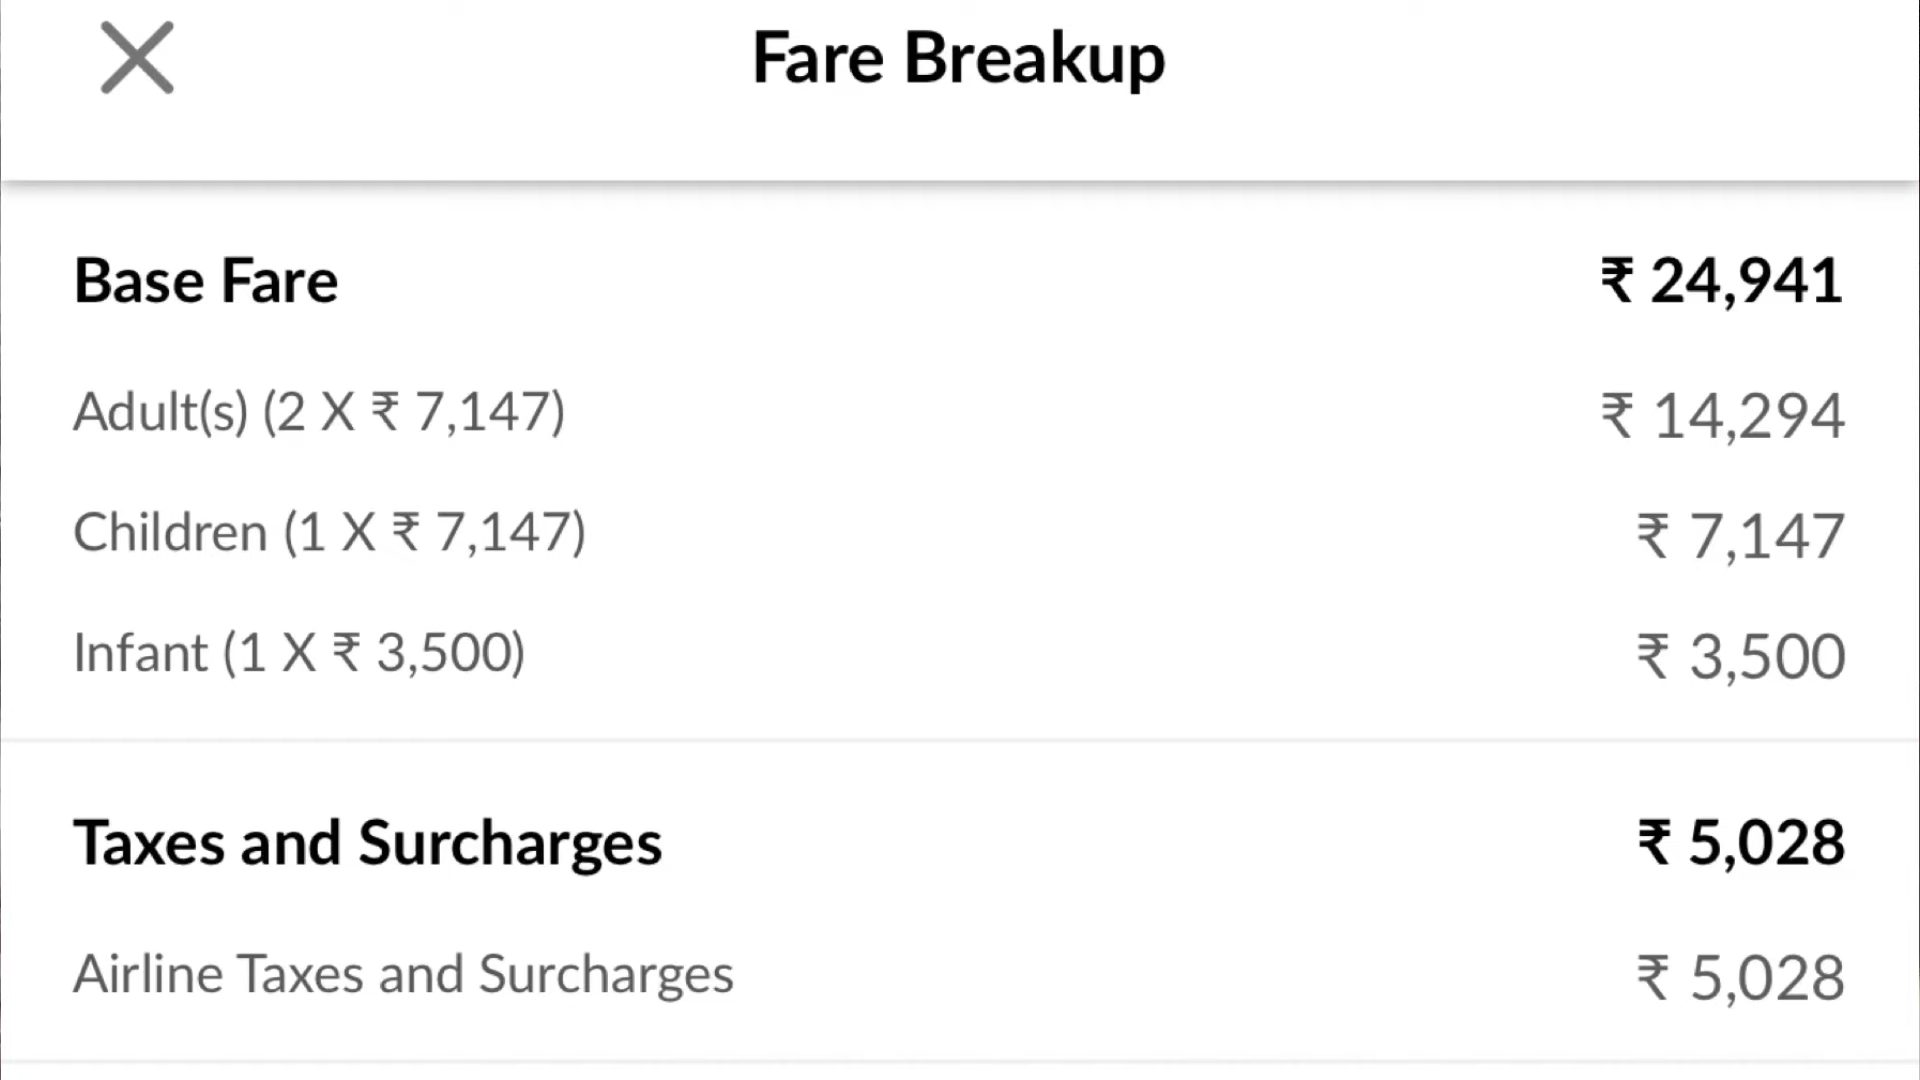 Fare Breakup
Base Fare ₹ 24,941
Adult(s) (2 X ₹ 7,147) ₹ 14,294
Children (1 X ₹ 7,147) ₹ 7,147
Infant (1 X ₹ 3,500) ₹ 3,500
Taxes and Surcharges ₹ 5,028
Airline Taxes and Surcharges ₹ 5,028